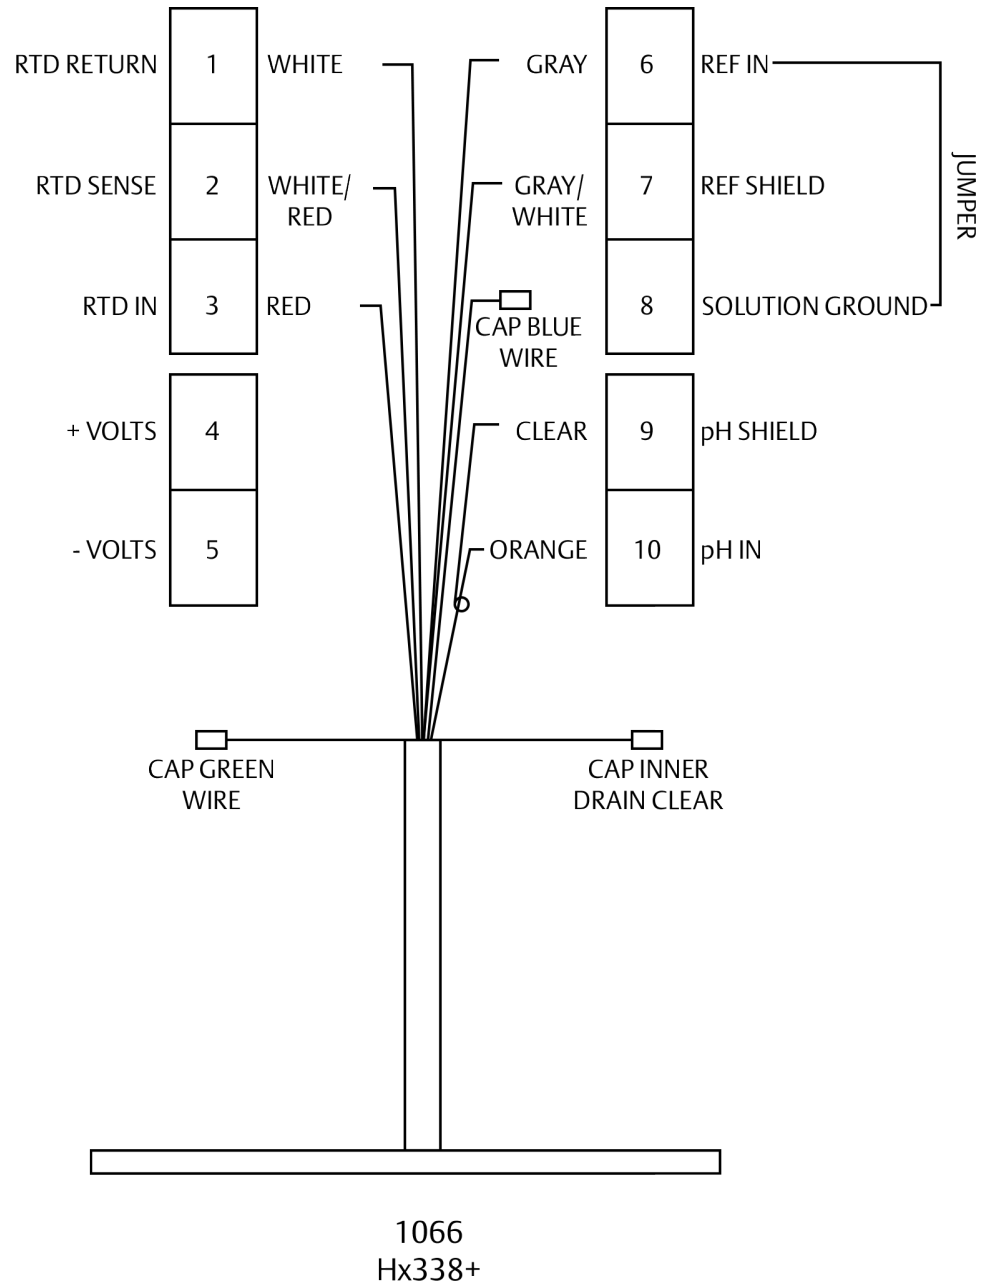 RTD RETURN 1 WHITE GRAY 6 REF IN
RTD SENSE 2 WHITE/ GRAY/ 7 REF SHIELD
RED WHITE
JUMPER
RTD IN 3 RED 8 SOLUTION GROUND
CAP BLUE
WIRE
+ VOLTS 4 CLEAR 9 pH SHIELD
- VOLTS 5 ORANGE 10 pH IN
CAP GREEN CAP INNER
WIRE DRAIN CLEAR
1066
Hx338+